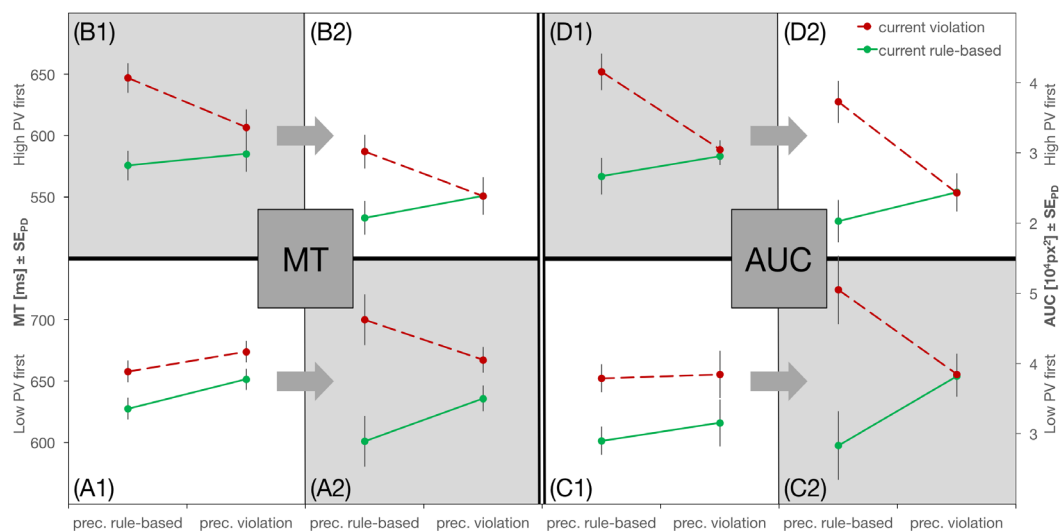 (B1)
(B2)
(D1)
(D2)
current violation
current rule-based
High PV first
650
600
550
4
3
2
High PV first
MT [ms] ± SE_PD
MT
AUC
AUC [10⁴px²] ± SE_PD
Low PV first
700
650
600
5
4
3
Low PV first
(A1)
(A2)
(C1)
(C2)
prec. rule-based
prec. violation
prec. rule-based
prec. violation
prec. rule-based
prec. violation
prec. rule-based
prec. violation